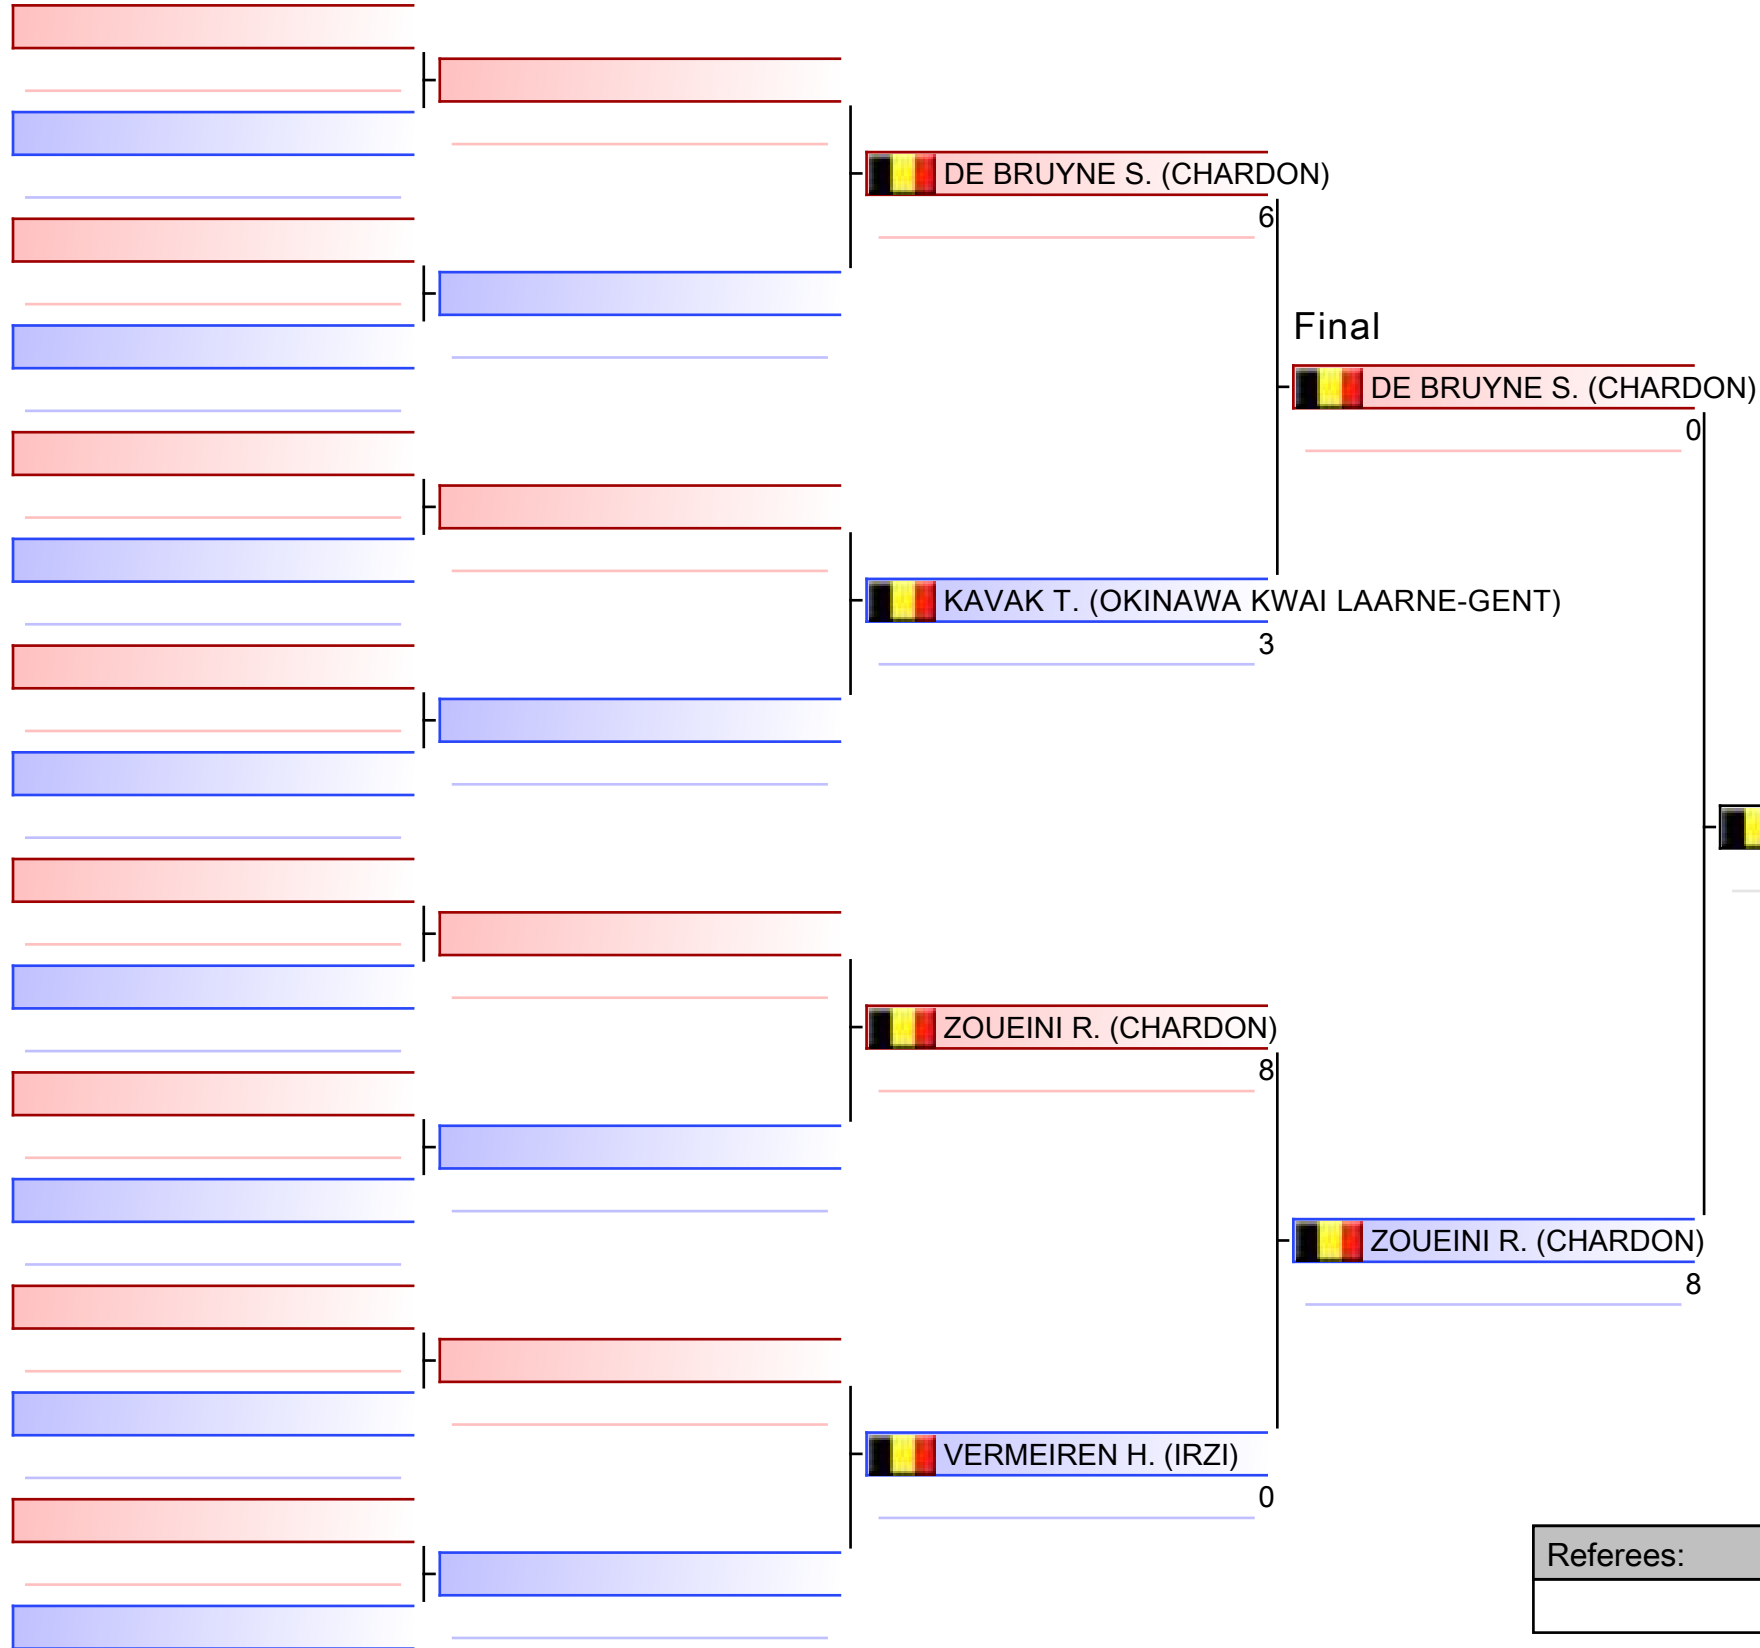 DE BRUYNE S. (CHARDON)
6
Final
DE BRUYNE S. (CHARDON)
0
KAVAK T. (OKINAWA KWAI LAARNE-GENT)
3
ZOUEINI R. (CHARDON)
8
ZOUEINI R. (CHARDON)
8
VERMEIREN H. (IRZI)
0
Referees: